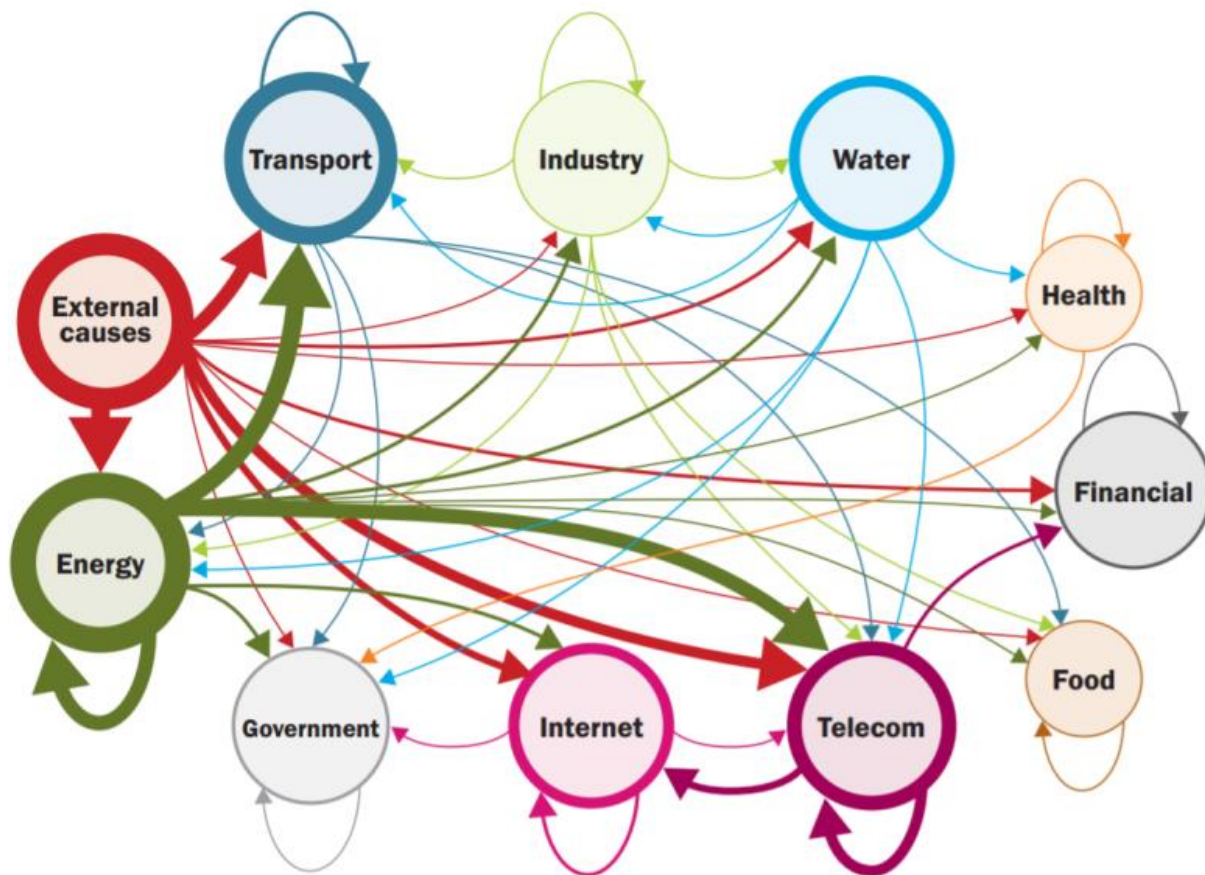 Transport
Industry
Water
External
causes
Health
Financial
Energy
Government
Internet
Telecom
Food